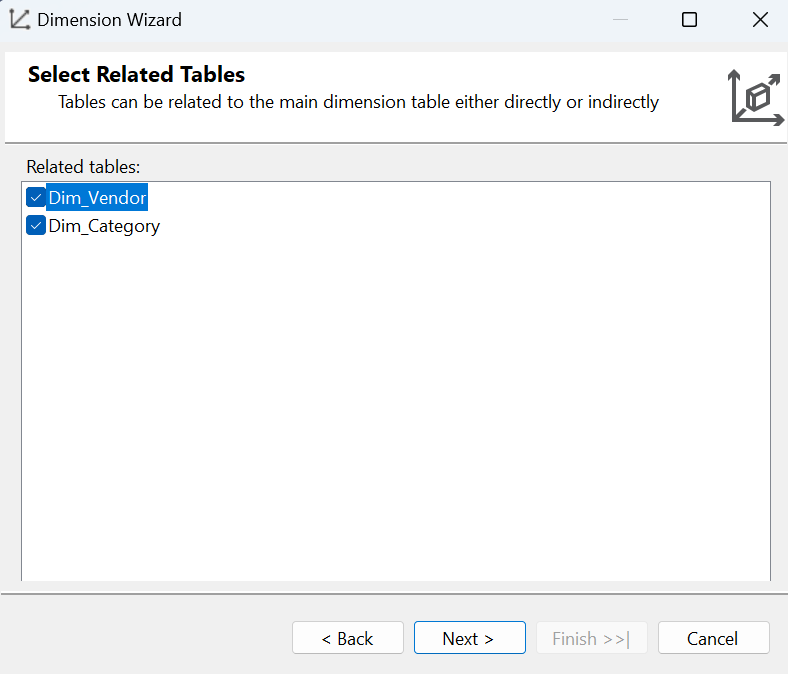 Dimension Wizard
Select Related Tables
Tables can be related to the main dimension table either directly or indirectly
Related tables:
Dim_Vendor
Dim_Category
< Back Next > Finish >>| Cancel